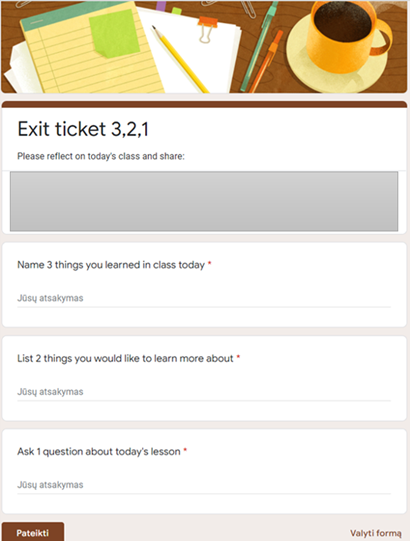 Exit ticket 3,2,1
Please reflect on today's class and share:
Name 3 things you learned in class today *
Jūsų atsakymas
List 2 things you would like to learn more about *
Jūsų atsakymas
Ask 1 question about today's lesson *
Jūsų atsakymas
Pateikti
Valyti formą